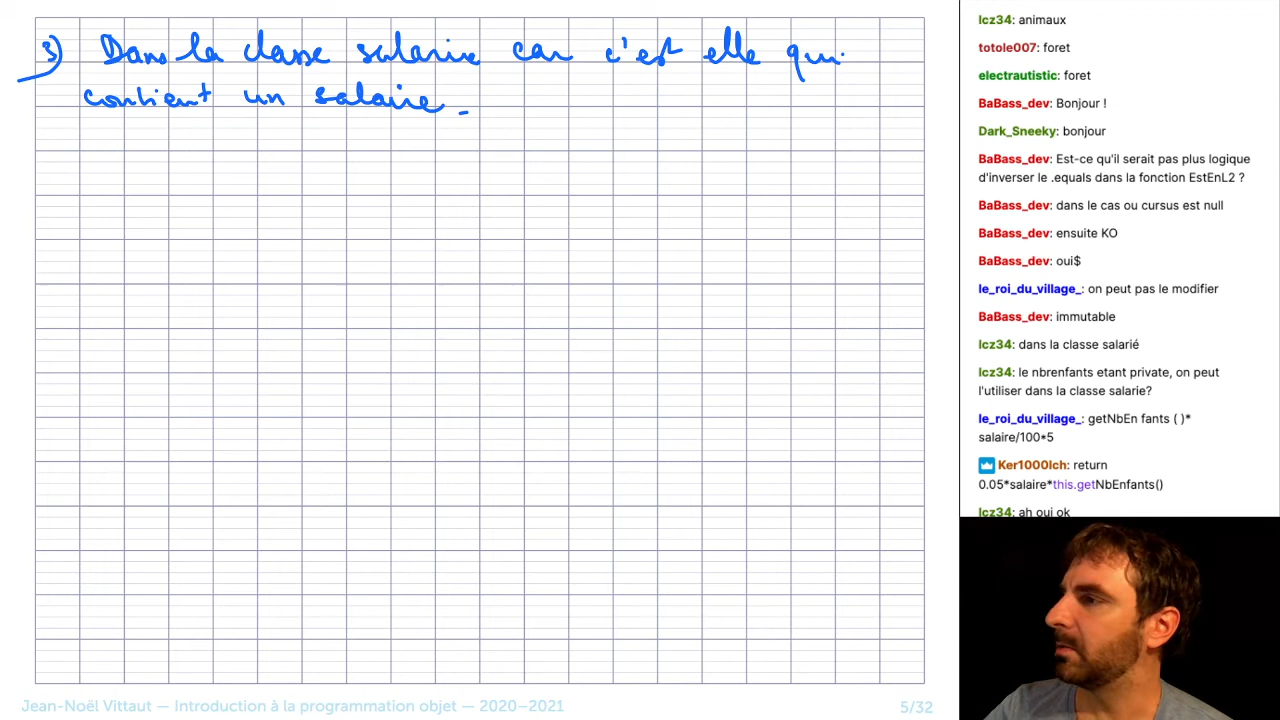 3) Dans la classe salarie car c'est elle qui
contient un salaire.
Jean-Noël Vittaut — Introduction à la programmation objet — 2020–2021
5/32
lcz34: animaux
totole007: foret
electrautistic: foret
BaBass_dev: Bonjour !
Dark_Sneeky: bonjour
BaBass_dev: Est-ce qu'il serait pas plus logique
d'inverser le .equals dans la fonction EstEnL2 ?
BaBass_dev: dans le cas ou cursus est null
BaBass_dev: ensuite KO
BaBass_dev: oui$
le_roi_du_village_: on peut pas le modifier
BaBass_dev: immutable
lcz34: dans la classe salarié
lcz34: le nbrenfants etant private, on peut
l'utiliser dans la classe salarie?
le_roi_du_village_: getNbEn fants ( )*
salaire/100*5
Ker1000lch: return
0.05*salaire*this.getNbEnfants()
lcz34: ah oui ok